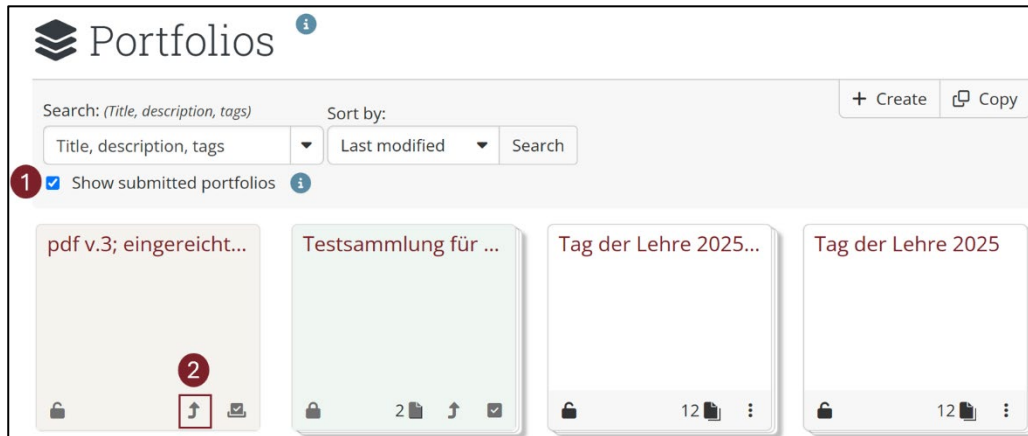 Portfolios i
+ Create Copy
Search: (Title, description, tags) Sort by:
Title, description, tags Last modified Search
1 Show submitted portfolios i
pdf v.3; eingereicht... Testsammlung für ... Tag der Lehre 2025... Tag der Lehre 2025
2
2 12 12